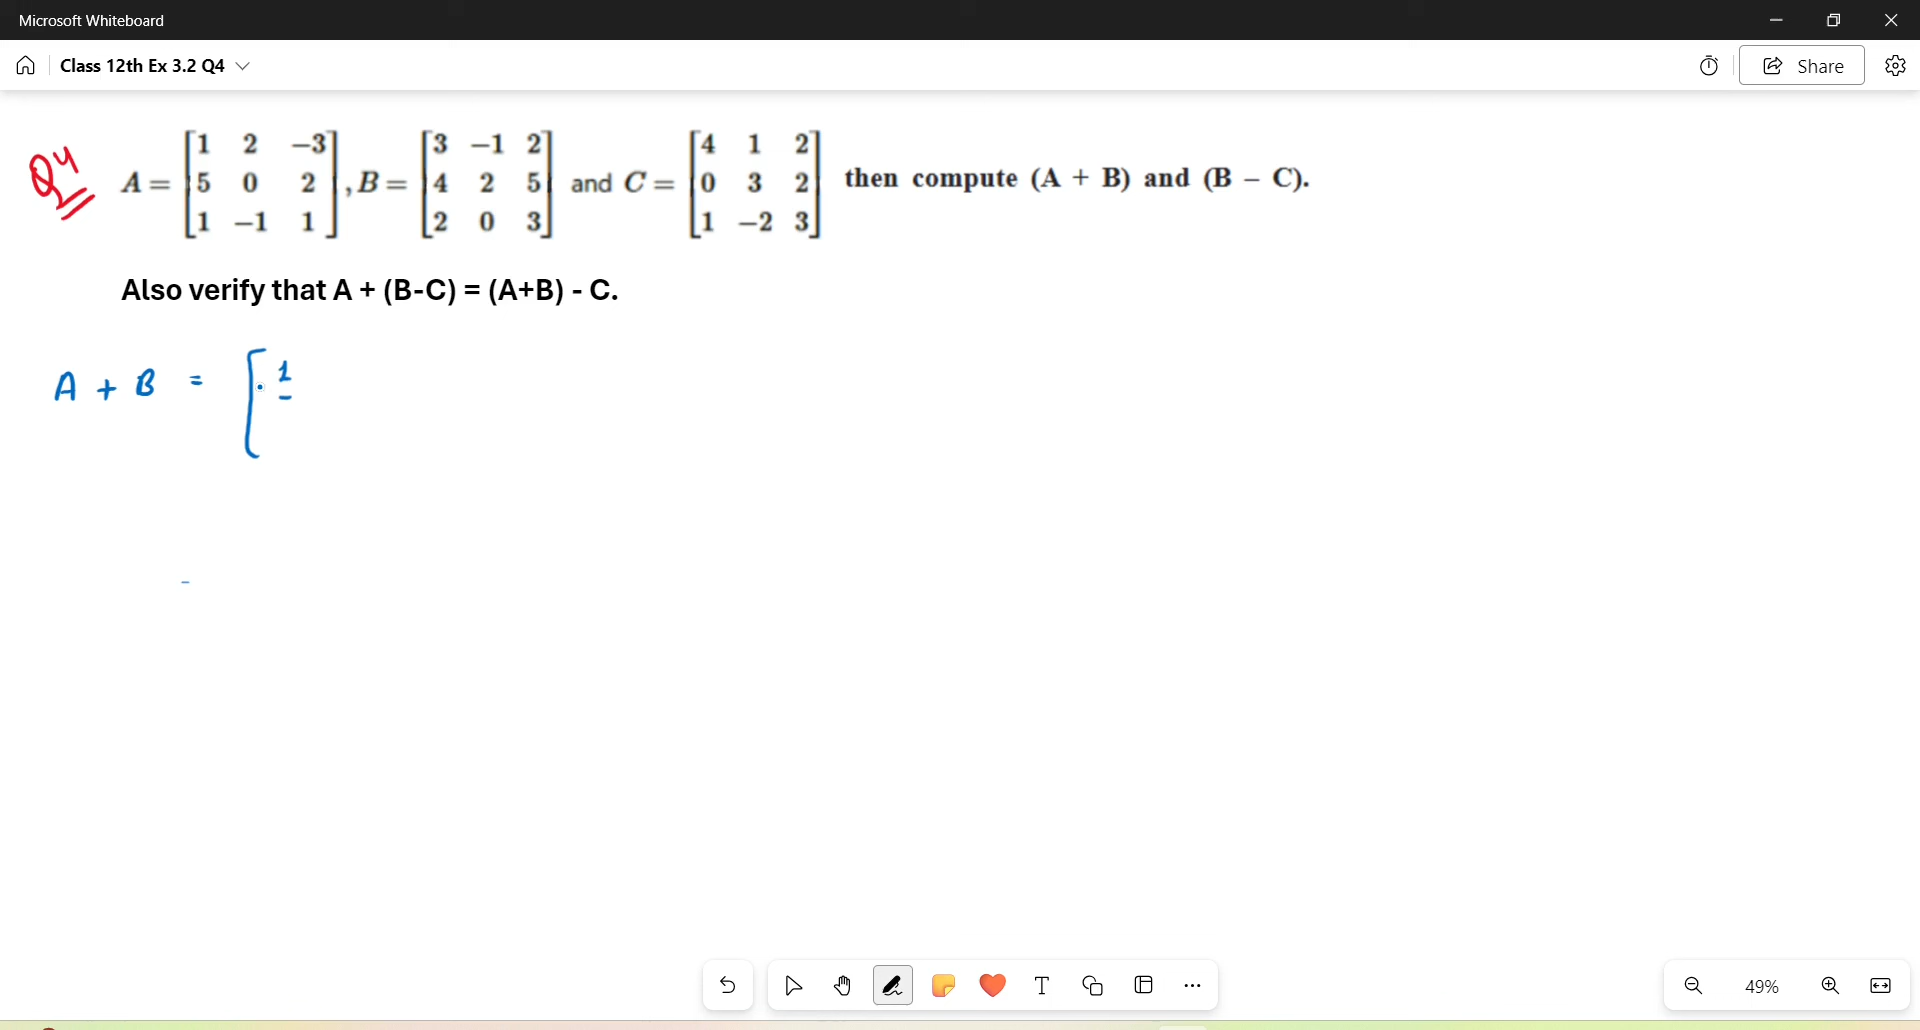 Microsoft Whiteboard
Class 12th Ex 3.2 Q4
Share
Q4
A = [1 2 −3] , B = [3 −1 2] and C = [4 1 2] then compute (A + B) and (B − C).
[5 0 2] [4 2 5] [0 3 2]
[1 −1 1] [2 0 3] [1 −2 3]
Also verify that A + (B-C) = (A+B) - C.
A + B = [ 1
49%